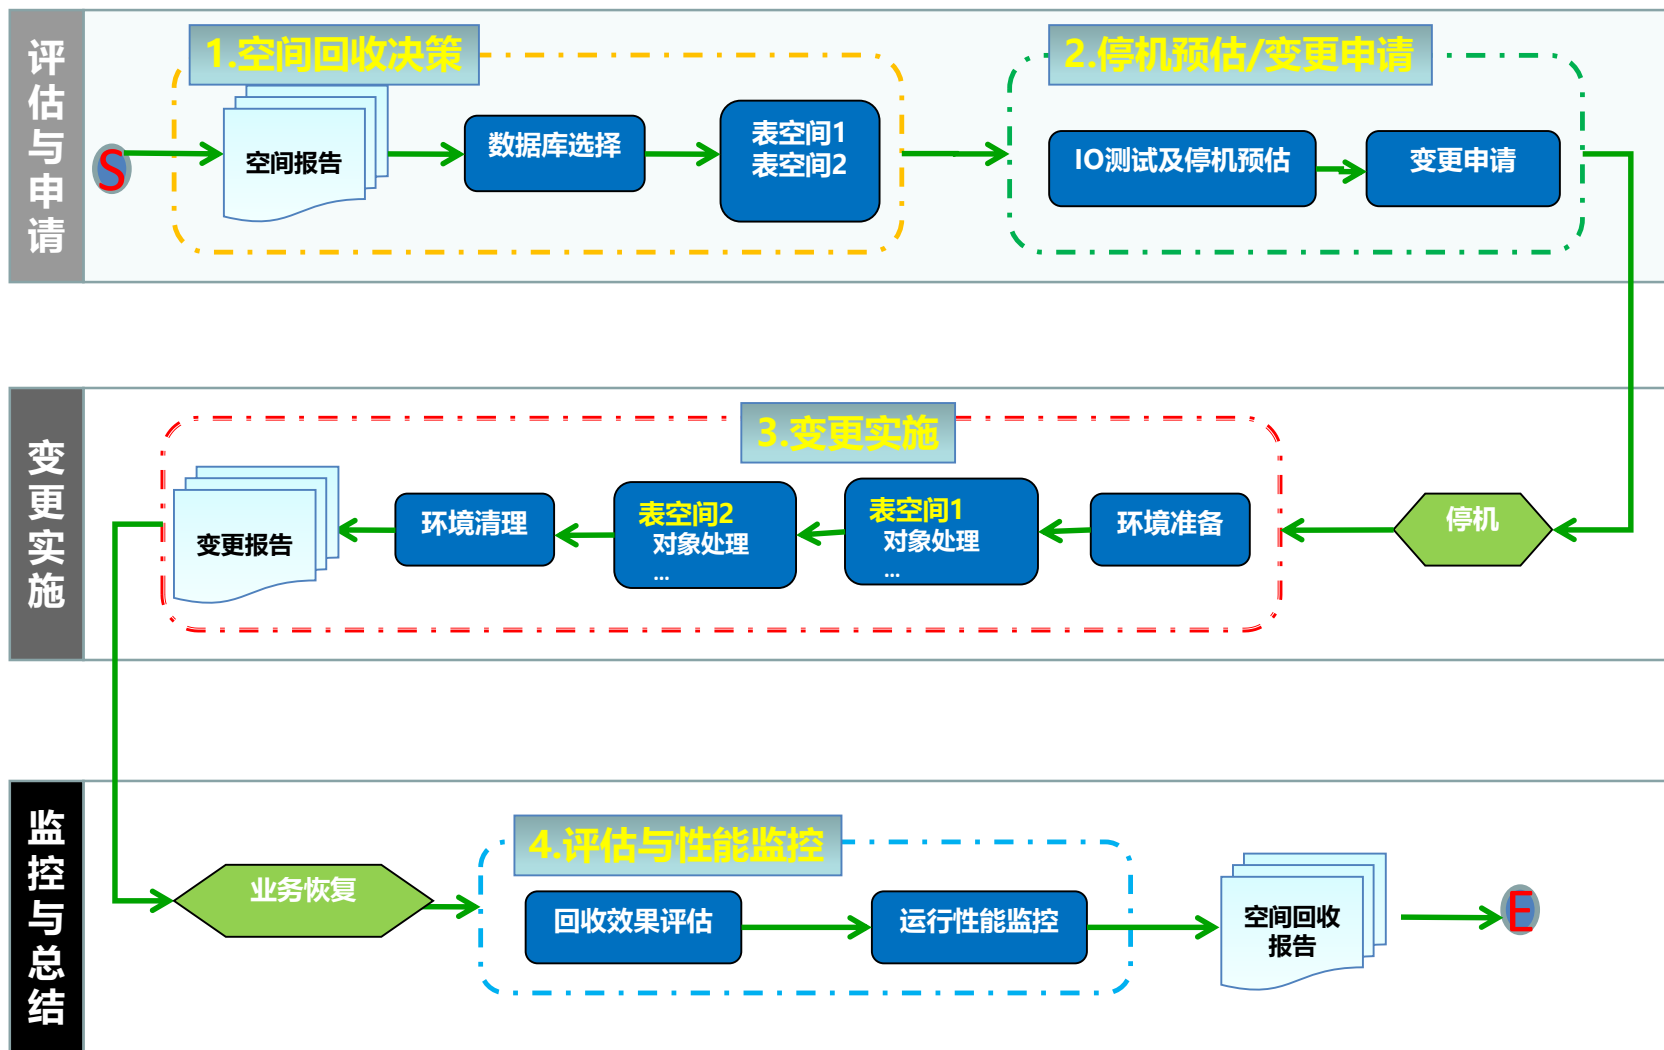 评估与申请
1.空间回收决策
2.停机预估/变更申请
S
空间报告
数据库选择
表空间1
表空间2
IO测试及停机预估
变更申请
变更实施
3.变更实施
变更报告
环境清理
表空间2
对象处理
...
表空间1
对象处理
...
环境准备
停机
监控与总结
业务恢复
4.评估与性能监控
回收效果评估
运行性能监控
空间回收
报告
E